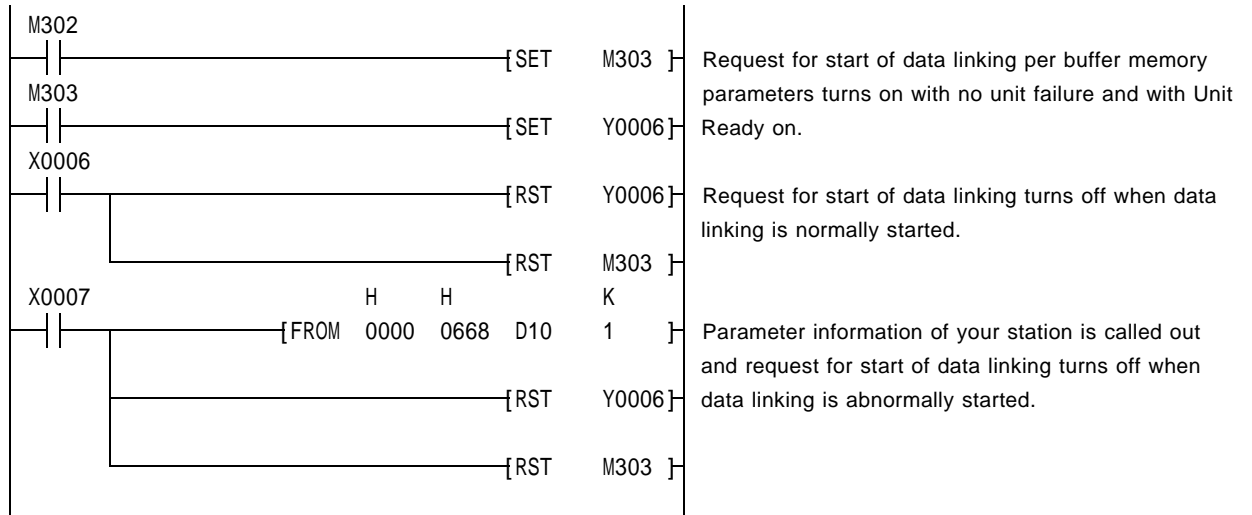 M302
[ SET M303 ] Request for start of data linking per buffer memory
M303 parameters turns on with no unit failure and with Unit
[ SET Y0006 ] Ready on.
X0006
[ RST Y0006 ] Request for start of data linking turns off when data
linking is normally started.
[ RST M303 ]
X0007 H H K
[ FROM 0000 0668 D10 1 ] Parameter information of your station is called out
and request for start of data linking turns off when
[ RST Y0006 ] data linking is abnormally started.
[ RST M303 ]